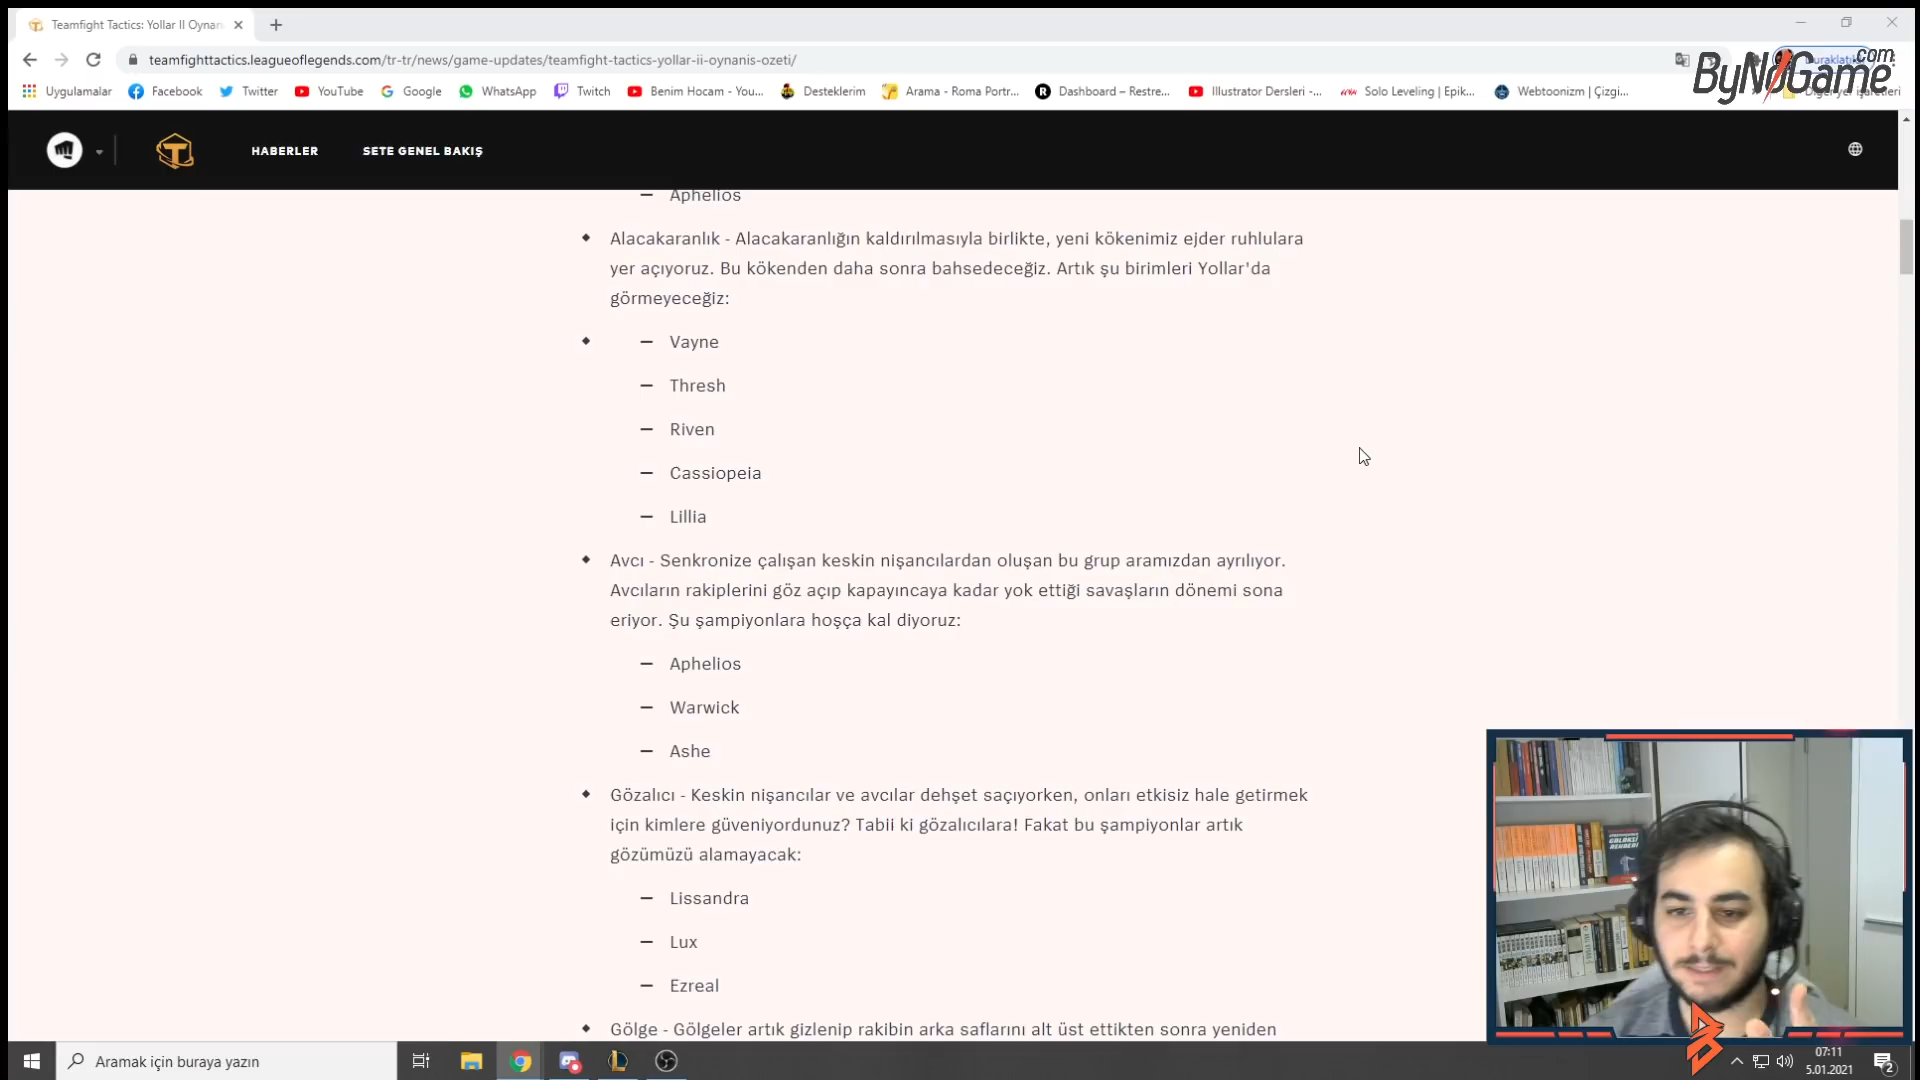 Teamfight Tactics: Yollar II Oynan
teamfighttactics.leagueoflegends.com/tr-tr/news/game-updates/teamfight-tactics-yollar-ii-oynanis-ozeti/
Uygulamalar Facebook Twitter YouTube Google WhatsApp Twitch Benim Hocam - You... Desteklerim Arama - Roma Portr... Dashboard – Restre... Illustrator Dersleri -... Solo Leveling | Epik... Webtoonizm | Çizgi... Diğer yer işaretleri
ByNoGame.com
HABERLER SETE GENEL BAKIŞ
— Aphelios
Alacakaranlık - Alacakaranlığın kaldırılmasıyla birlikte, yeni kökenimiz ejder ruhlulara
yer açıyoruz. Bu kökenden daha sonra bahsedeceğiz. Artık şu birimleri Yollar'da
görmeyeceğiz:
— Vayne
— Thresh
— Riven
— Cassiopeia
— Lillia
Avcı - Senkronize çalışan keskin nişancılardan oluşan bu grup aramızdan ayrılıyor.
Avcıların rakiplerini göz açıp kapayıncaya kadar yok ettiği savaşların dönemi sona
eriyor. Şu şampiyonlara hoşça kal diyoruz:
— Aphelios
— Warwick
— Ashe
Gözalıcı - Keskin nişancılar ve avcılar dehşet saçıyorken, onları etkisiz hale getirmek
için kimlere güveniyordunuz? Tabii ki gözalıcılara! Fakat bu şampiyonlar artık
gözümüzü alamayacak:
— Lissandra
— Lux
— Ezreal
Gölge - Gölgeler artık gizlenip rakibin arka saflarını alt üst ettikten sonra yeniden
Aramak için buraya yazın
07:11
5.01.2021
2